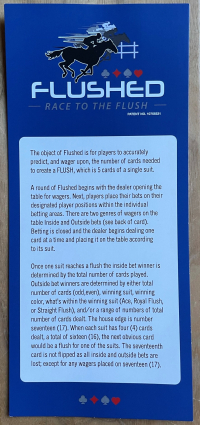 FLUSHED
RACE TO THE FLUSH
PATENT NO. 10700081
The object of Flushed is for players to accurately
predict, and wager upon, the number of cards needed
to create a FLUSH, which is 5 cards of a single suit.
A round of Flushed begins with the dealer opening the
table for wagers. Next, players place their bets on their
designated player positions within the individual
betting areas. There are two genres of wagers on the
table Inside and Outside bets (see back of card).
Betting is closed and the dealer begins dealing one
card at a time and placing it on the table according
to its suit.
Once one suit reaches a flush the inside bet winner is
determined by the total number of cards played.
Outside bet winners are determined by either total
number of cards (odd,even), winning suit, winning
color, what's within the winning suit (Ace, Royal Flush,
or Straight Flush), and/or a range of numbers of total
number of cards dealt. The house edge is number
seventeen (17). When each suit has four (4) cards
dealt, a total of sixteen (16), the next obvious card
would be a flush for one of the suits. The seventeenth
card is not flipped as all inside and outside bets are
lost; except for any wagers placed on seventeen (17).